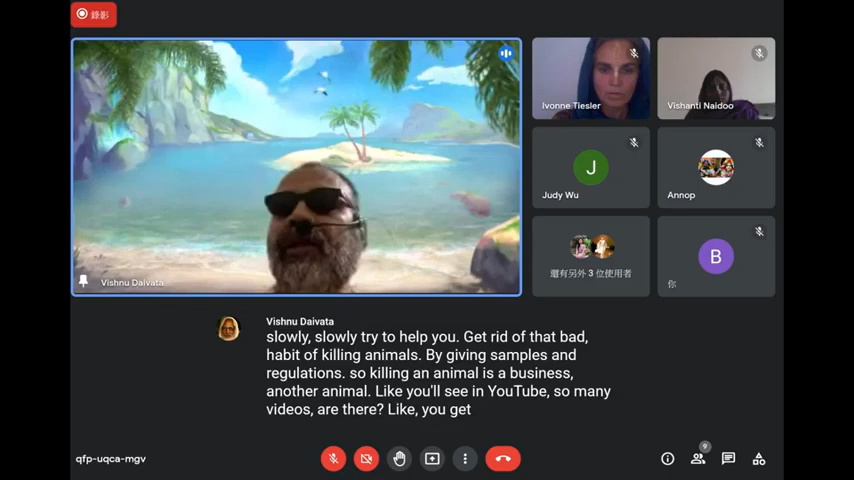 錄影
Vishnu Daivata
Ivonne Tiesler
Vishanti Naidoo
J
Judy Wu
Annop
還有另外 3 位使用者
B
你
Vishnu Daivata
slowly, slowly try to help you. Get rid of that bad,
habit of killing animals. By giving samples and
regulations. so killing an animal is a business,
another animal. Like you'll see in YouTube, so many
videos, are there? Like, you get
qfp-uqca-mgv
9